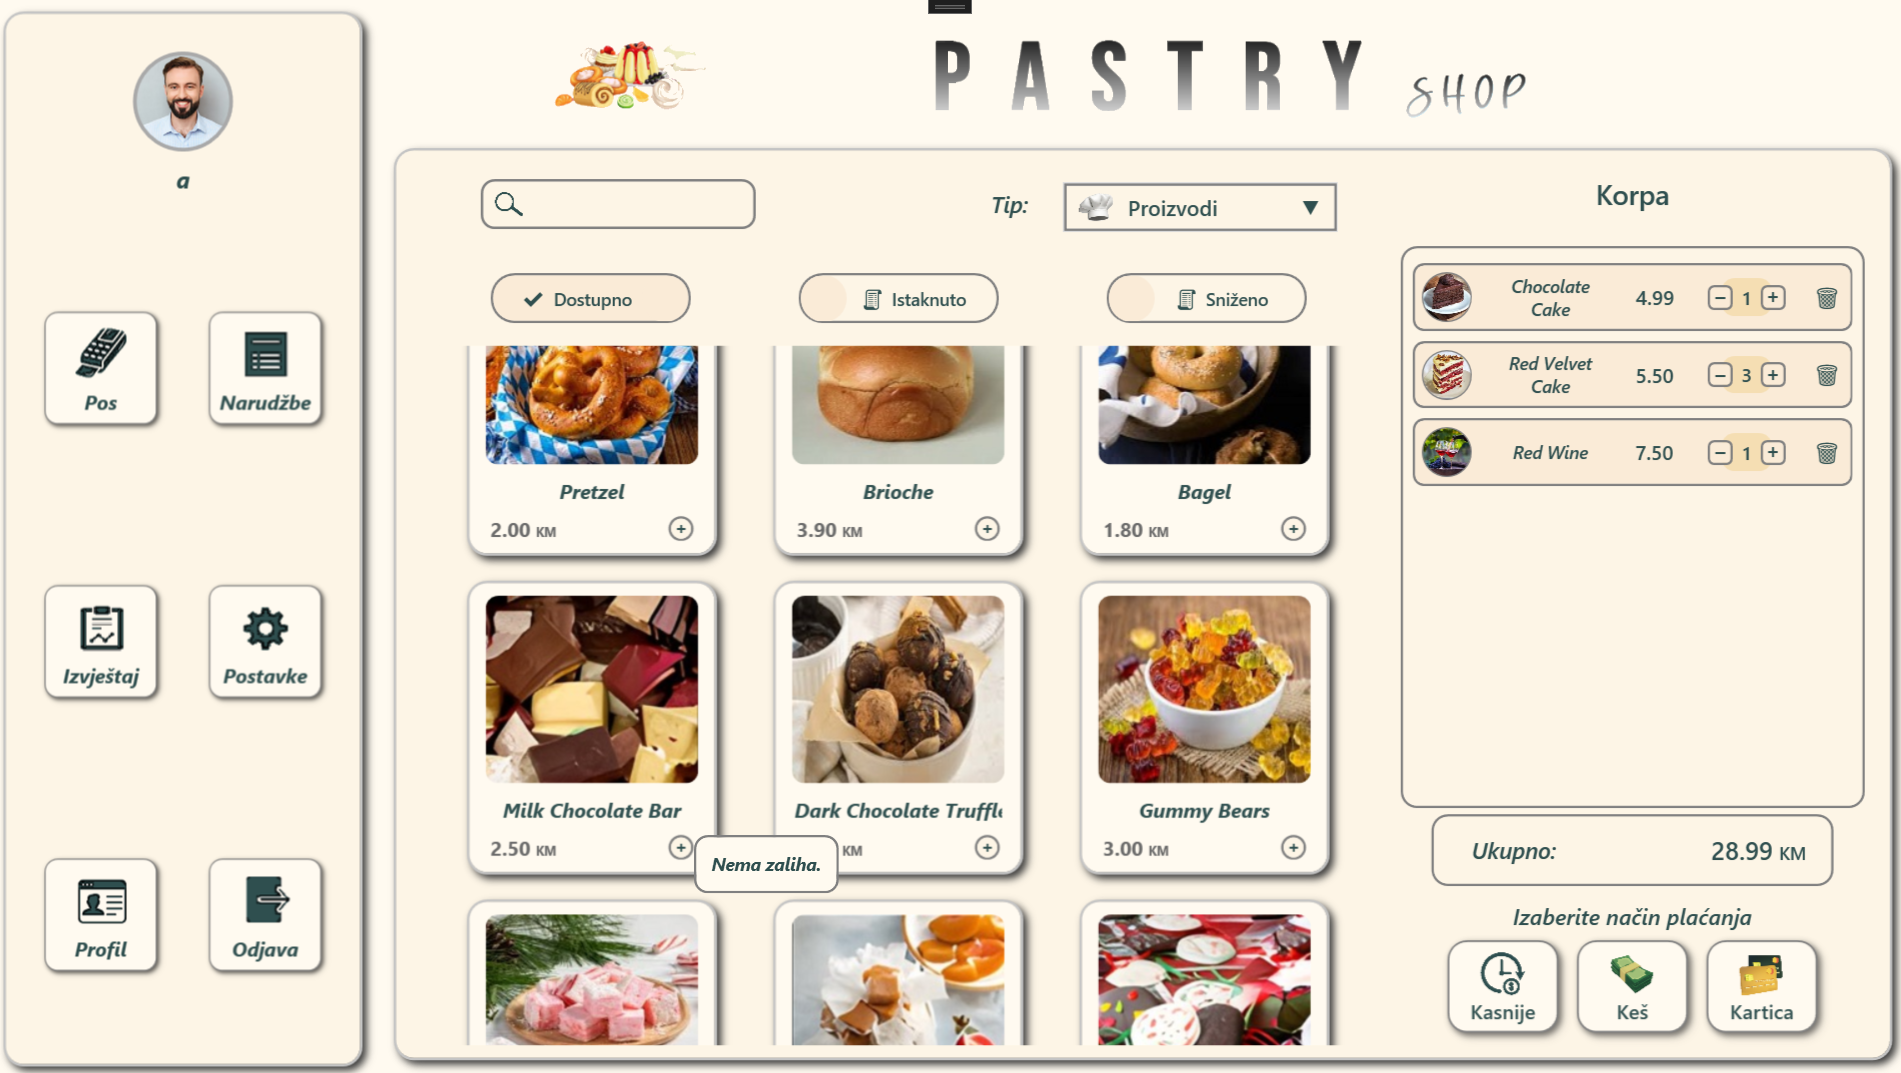 PASTRY SHOP
a
Pos
Narudžbe
Izvještaj
Postavke
Profil
Odjava
Tip:
Proizvodi
Dostupno
Istaknuto
Sniženo
Pretzel
2.00 KM
Brioche
3.90 KM
Bagel
1.80 KM
Milk Chocolate Bar
2.50 KM
Dark Chocolate Truffle
KM
Gummy Bears
3.00 KM
Nema zaliha.
Korpa
Chocolate
Cake
4.99
1
Red Velvet
Cake
5.50
3
Red Wine
7.50
1
Ukupno:
28.99 KM
Izaberite način plaćanja
Kasnije
Keš
Kartica